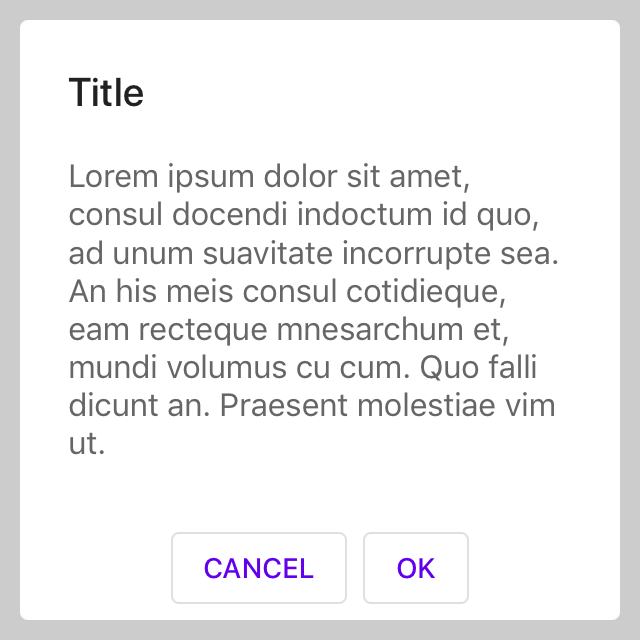 Title
Lorem ipsum dolor sit amet,
consul docendi indoctum id quo,
ad unum suavitate incorrupte sea.
An his meis consul cotidieque,
eam recteque mnesarchum et,
mundi volumus cu cum. Quo falli
dicunt an. Praesent molestiae vim
ut.
CANCEL OK